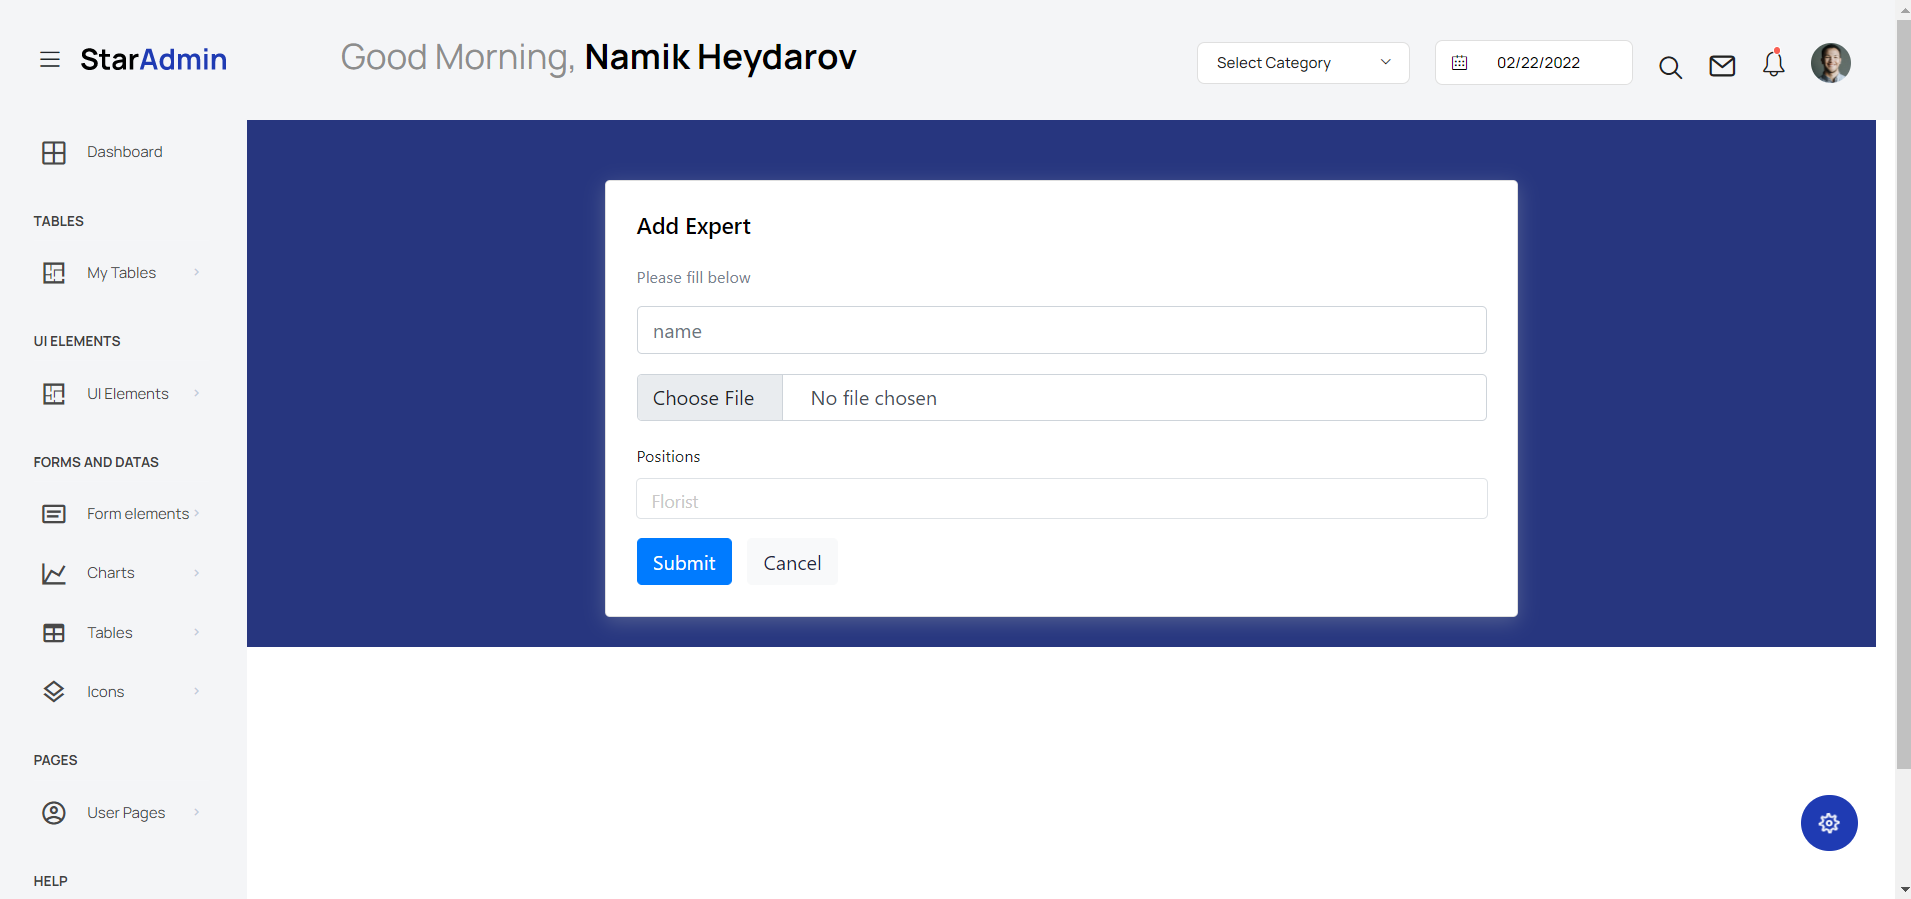 StarAdmin
Good Morning, Namik Heydarov
Select Category
02/22/2022
Dashboard
TABLES
My Tables
UI ELEMENTS
UI Elements
FORMS AND DATAS
Form elements
Charts
Tables
Icons
PAGES
User Pages
HELP
Add Expert
Please fill below
name
Choose File No file chosen
Positions
Florist
Submit Cancel